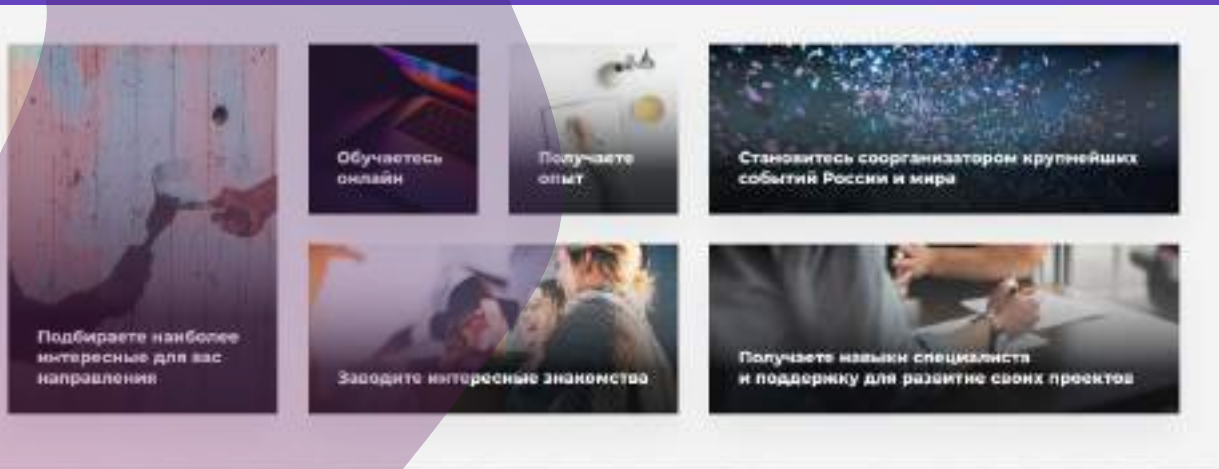 Подбираете наиболее
интересные для вас
направления
Обучаетесь
онлайн
Получаете
опыт
Становитесь соорганизатором крупнейших
событий России и мира
Заводите интересные знакомства
Получаете навыки специалиста
и поддержку для развитие своих проектов